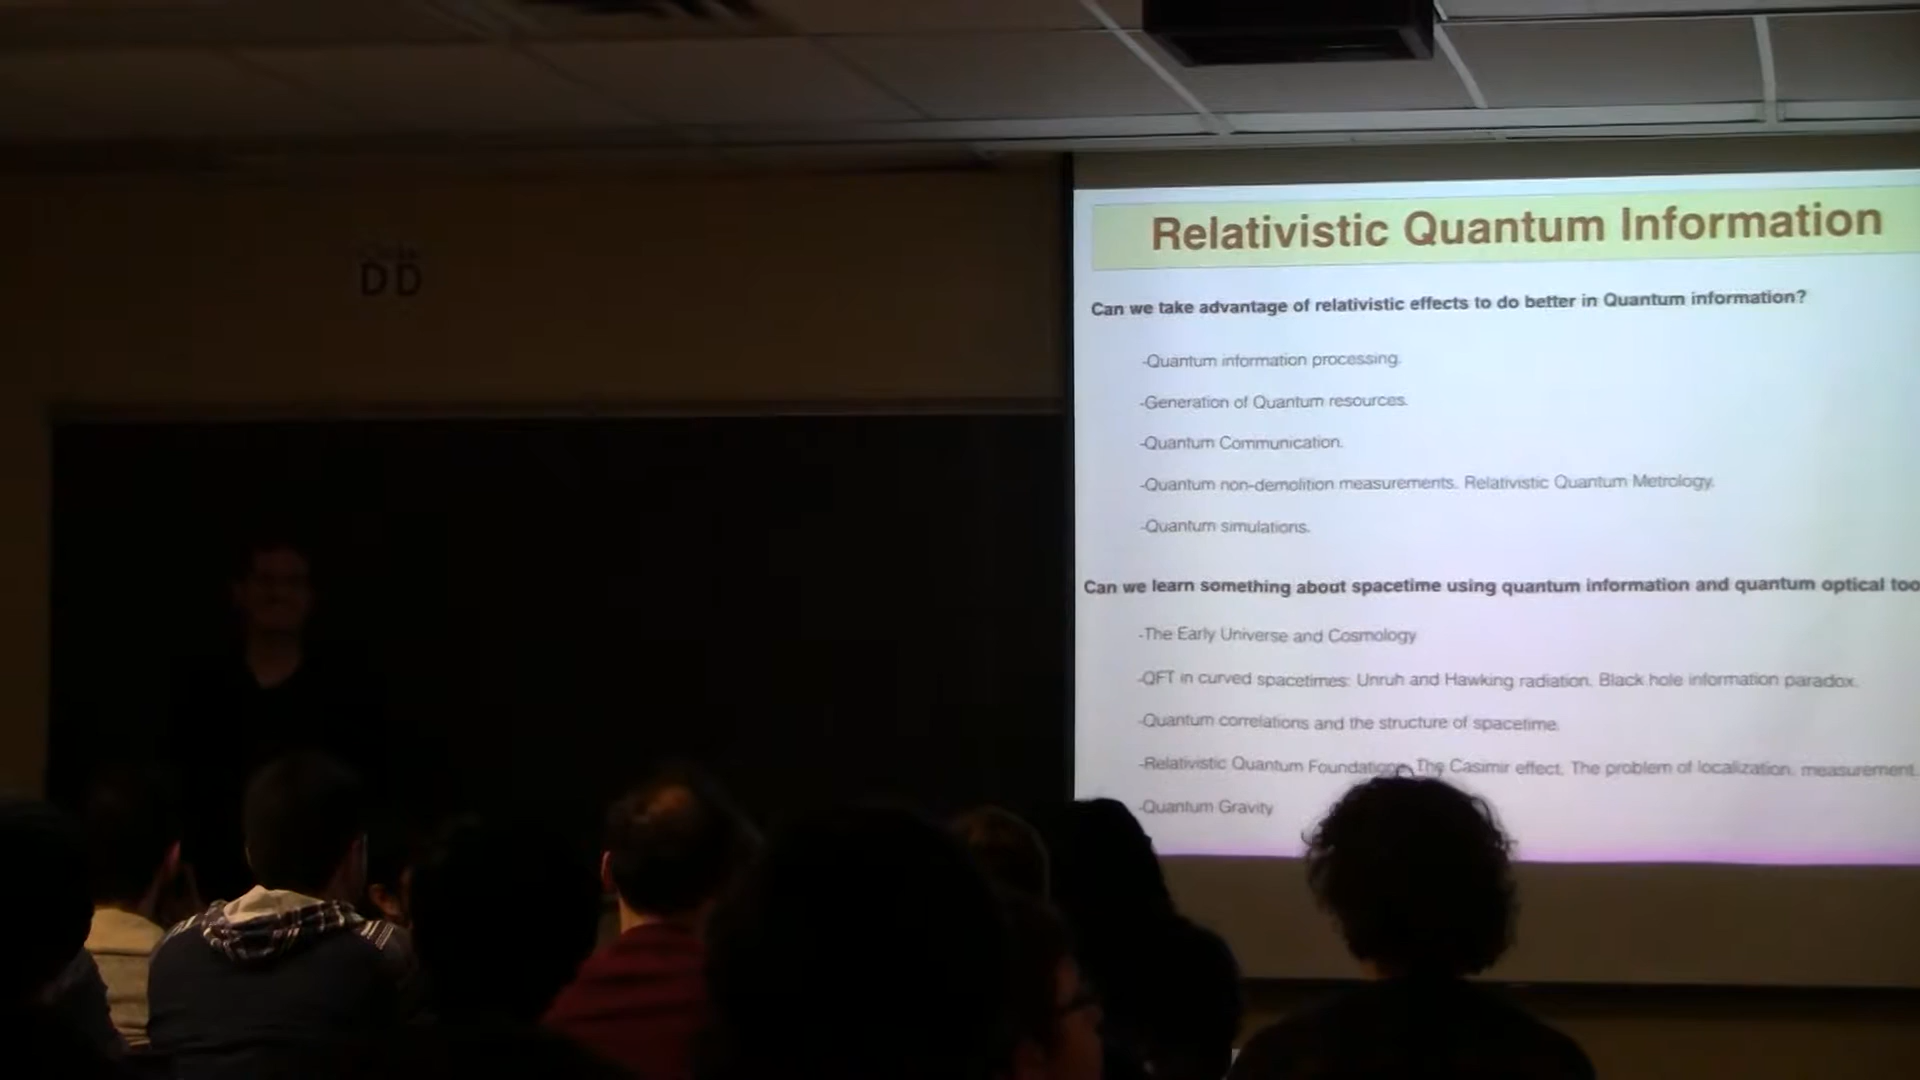 DD
Relativistic Quantum Information
Can we take advantage of relativistic effects to do better in Quantum information?
-Quantum information processing.
-Generation of Quantum resources.
-Quantum Communication.
-Quantum non-demolition measurements. Relativistic Quantum Metrology.
-Quantum simulations.
Can we learn something about spacetime using quantum information and quantum optical too
-The Early Universe and Cosmology
-QFT in curved spacetimes: Unruh and Hawking radiation. Black hole information paradox.
-Quantum correlations and the structure of spacetime.
-Relativistic Quantum Foundations. The Casimir effect. The problem of localization, measurement.
-Quantum Gravity